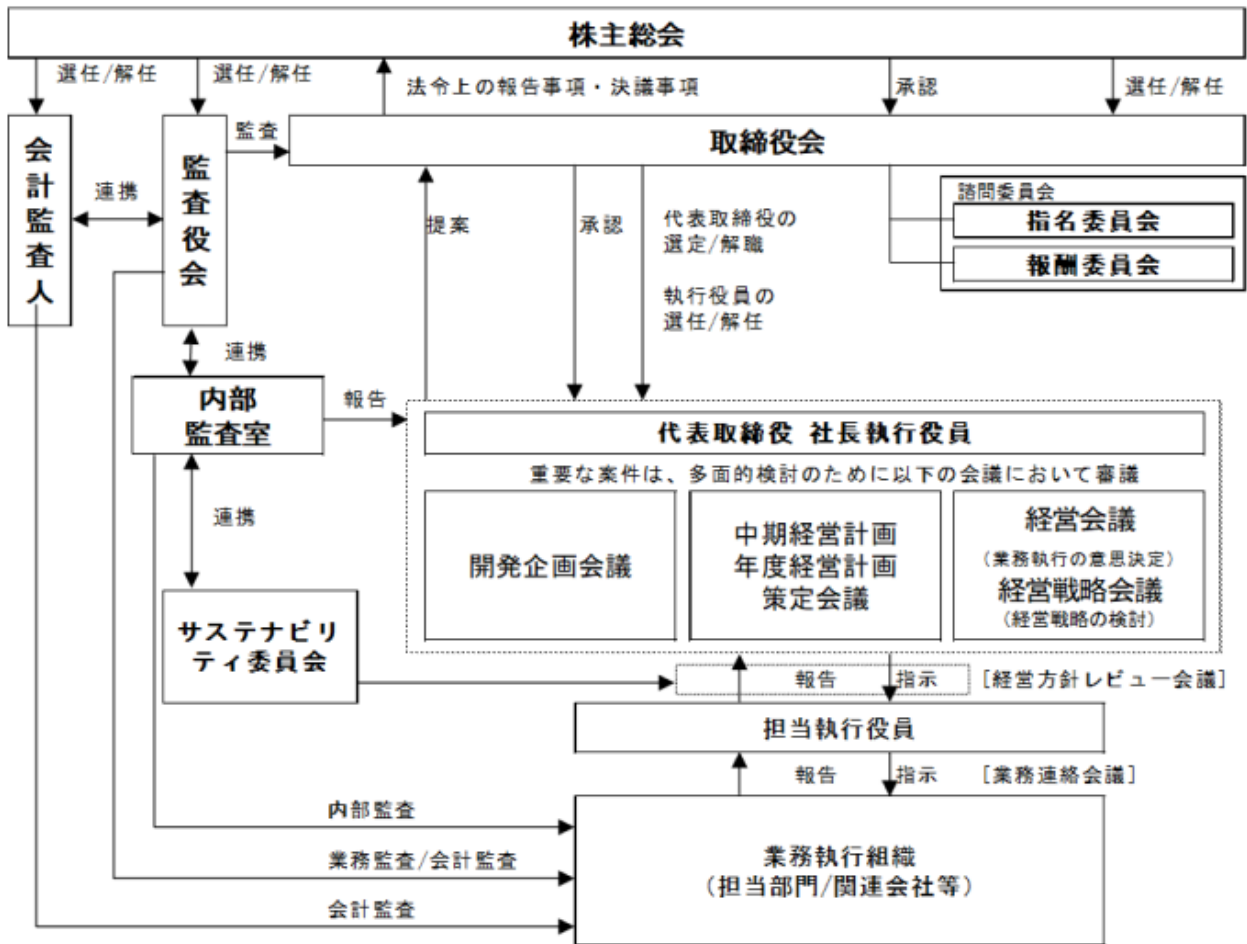 株主総会
選任/解任
選任/解任
法令上の報告事項・決議事項
承認
選任/解任
会計監査人
監査役会
監査
取締役会
連携
諮問委員会
指名委員会
報酬委員会
提案
承認
代表取締役の
選定/解職
執行役員の
選任/解任
連携
内部
監査室
報告
代表取締役 社長執行役員
重要な案件は、多面的検討のために以下の会議において審議
開発企画会議
中期経営計画
年度経営計画
策定会議
経営会議
(業務執行の意思決定)
経営戦略会議
(経営戦略の検討)
連携
サステナビリ
ティ委員会
報告
指示
[経営方針レビュー会議]
担当執行役員
報告
指示
[業務連絡会議]
内部監査
業務監査/会計監査
会計監査
業務執行組織
(担当部門/関連会社等)